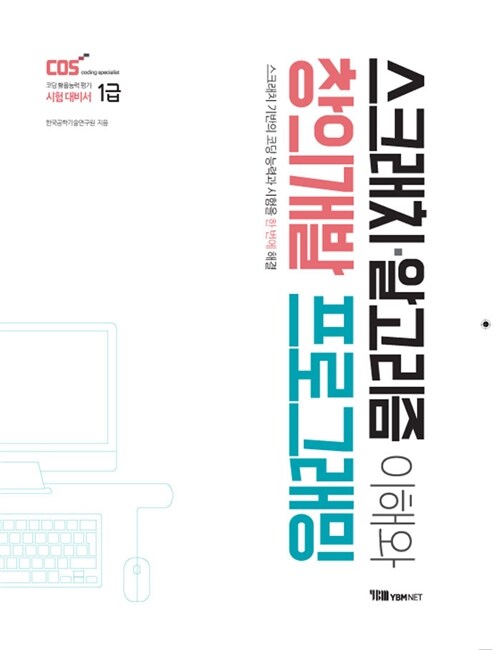 COS coding specialist
코딩활용능력평가
시험 대비서 1급
한국공학기술연구원 지음
스크래치·알고리즘 이해와
창의개발 프로그래밍
스크래치 기반의 코딩 능력과 시험을 한 번에 해결
YBM YBMNET